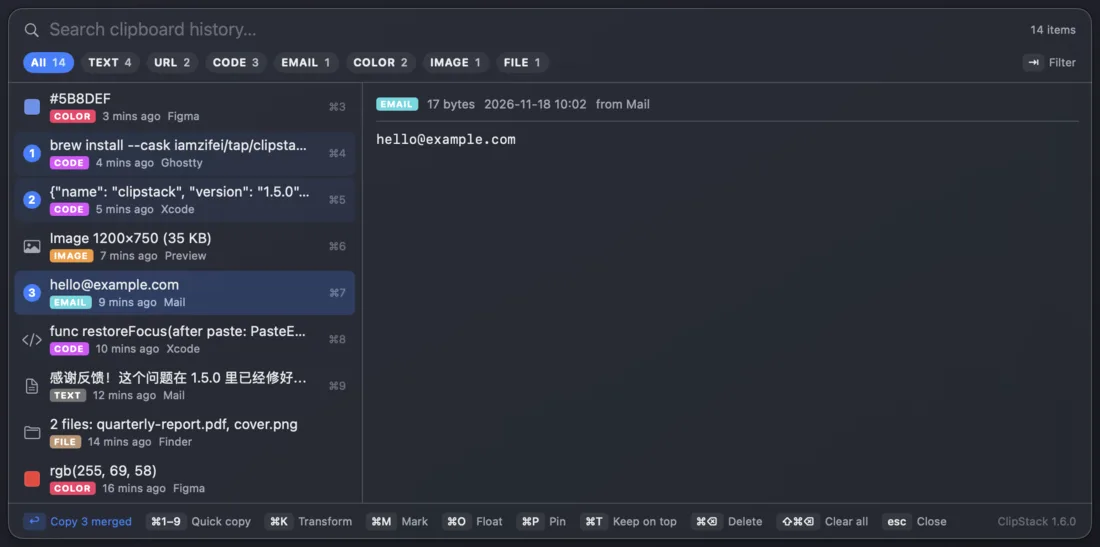 Search clipboard history...
14 items
All 14 TEXT 4 URL 2 CODE 3 EMAIL 1 COLOR 2 IMAGE 1 FILE 1
⇥ Filter
#5B8DEF
COLOR 3 mins ago Figma
⌘3
1 brew install --cask iamzifei/tap/clipsta...
CODE 4 mins ago Ghostty
⌘4
2 {"name": "clipstack", "version": "1.5.0"...
CODE 5 mins ago Xcode
⌘5
Image 1200×750 (35 KB)
IMAGE 7 mins ago Preview
⌘6
3 hello@example.com
EMAIL 9 mins ago Mail
⌘7
</> func restoreFocus(after paste: PasteE...
CODE 10 mins ago Xcode
⌘8
感谢反馈！这个问题在 1.5.0 里已经修好...
TEXT 12 mins ago Mail
⌘9
2 files: quarterly-report.pdf, cover.png
FILE 14 mins ago Finder
rgb(255, 69, 58)
COLOR 16 mins ago Figma
EMAIL 17 bytes 2026-11-18 10:02 from Mail
hello@example.com
↩ Copy 3 merged ⌘1–9 Quick copy ⌘K Transform ⌘M Mark ⌘O Float ⌘P Pin ⌘T Keep on top ⌘⌫ Delete ⇧⌘⌫ Clear all esc Close
ClipStack 1.6.0